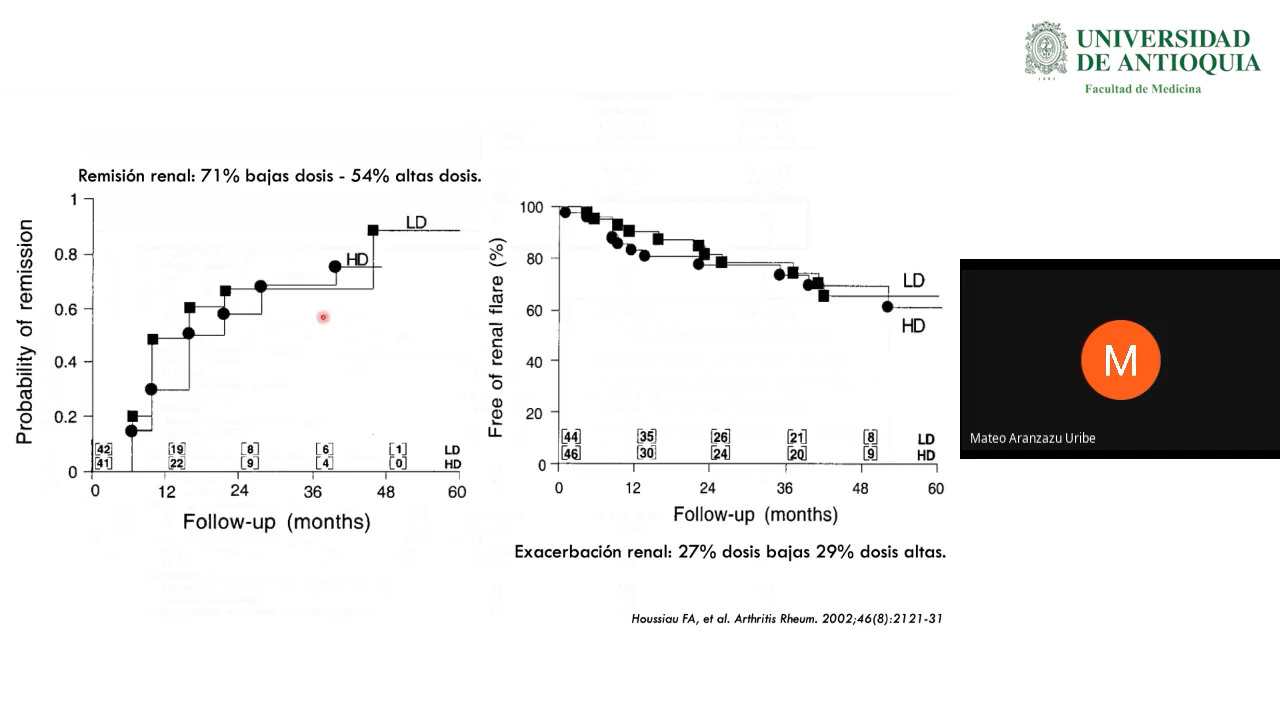 UNIVERSIDAD
DE ANTIOQUIA
1803
Facultad de Medicina
Remisión renal: 71% bajas dosis - 54% altas dosis.
Probability of remission
1
0.8
0.6
0.4
0.2
0
LD
HD
[42] [19] [8] [6] [1] LD
[41] [22] [9] [4] [0] HD
0 12 24 36 48 60
Follow-up (months)
Free of renal flare (%)
100
80
60
40
20
0
LD
HD
[44] [35] [26] [21] [8] LD
[46] [30] [24] [20] [9] HD
0 12 24 36 48 60
Follow-up (months)
Exacerbación renal: 27% dosis bajas 29% dosis altas.
Houssiau FA, et al. Arthritis Rheum. 2002;46(8):2121-31
M
Mateo Aranzazu Uribe